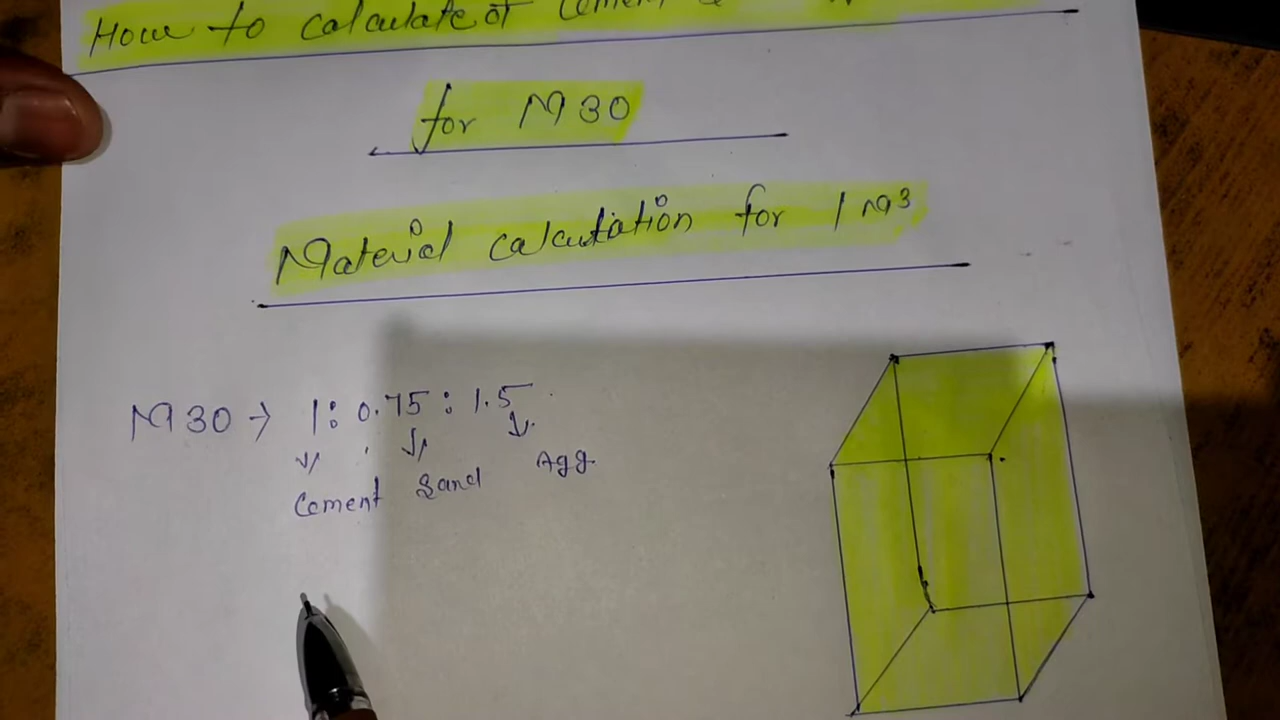 How to calculate of Cement
for M30
Material calculation for 1 m³
M30 → 1 : 0.75 : 1.5
Cement Sand Agg.